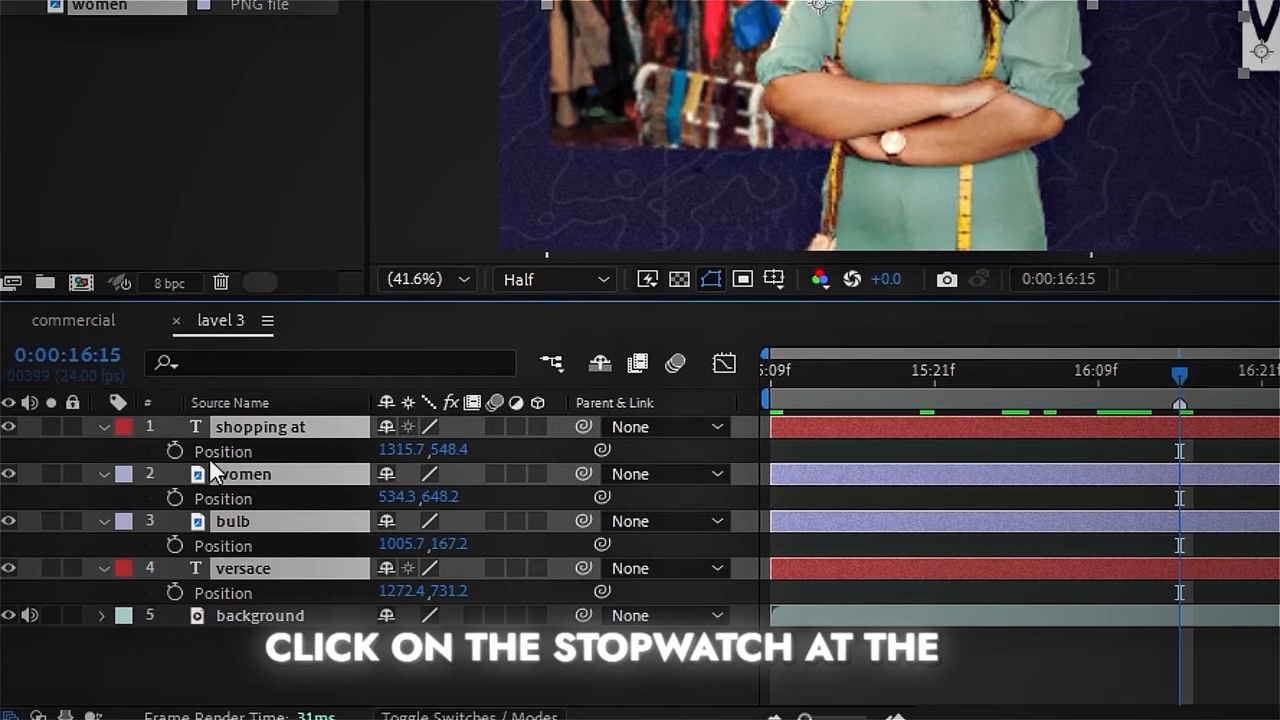 women PNG file
8 bpc (41.6%) Half +0.0 0:00:16:15
commercial × lavel 3
0:00:16:15
00399 (24.00 fps)
5:09f 15:21f 16:09f 16:21f
# Source Name fx Parent & Link
1 T shopping at None
Position 1315.7,548.4
2 women None
Position 534.3,648.2
3 bulb None
Position 1005.7,167.2
4 T versace None
Position 1272.4,731.2
5 background None
CLICK ON THE STOPWATCH AT THE
Frame Render Time: 31ms Toggle Switches / Modes